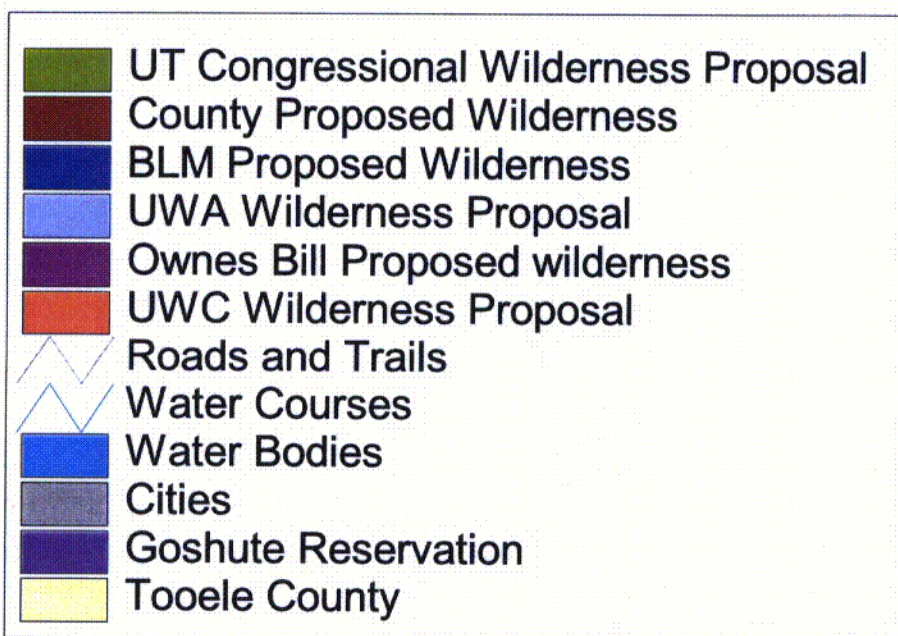 UT Congressional Wilderness Proposal
County Proposed Wilderness
BLM Proposed Wilderness
UWA Wilderness Proposal
Ownes Bill Proposed wilderness
UWC Wilderness Proposal
Roads and Trails
Water Courses
Water Bodies
Cities
Goshute Reservation
Tooele County